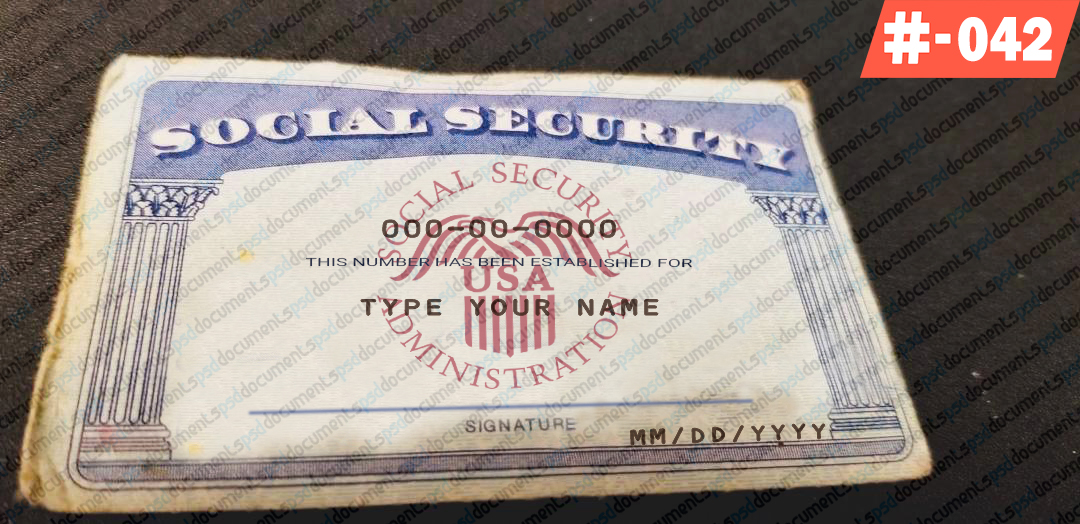 #-042
SOCIAL SECURITY
SOCIAL SECURITY
000-00-0000
THIS NUMBER HAS BEEN ESTABLISHED FOR
USA
TYPE YOUR NAME
ADMINISTRATION
SIGNATURE
MM/DD/YYYY
psddocuments